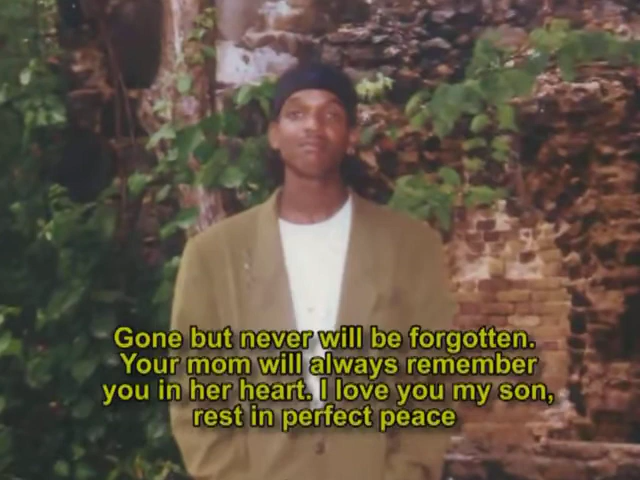 Gone but never will be forgotten.
Your mom will always remember
you in her heart. I love you my son,
rest in perfect peace